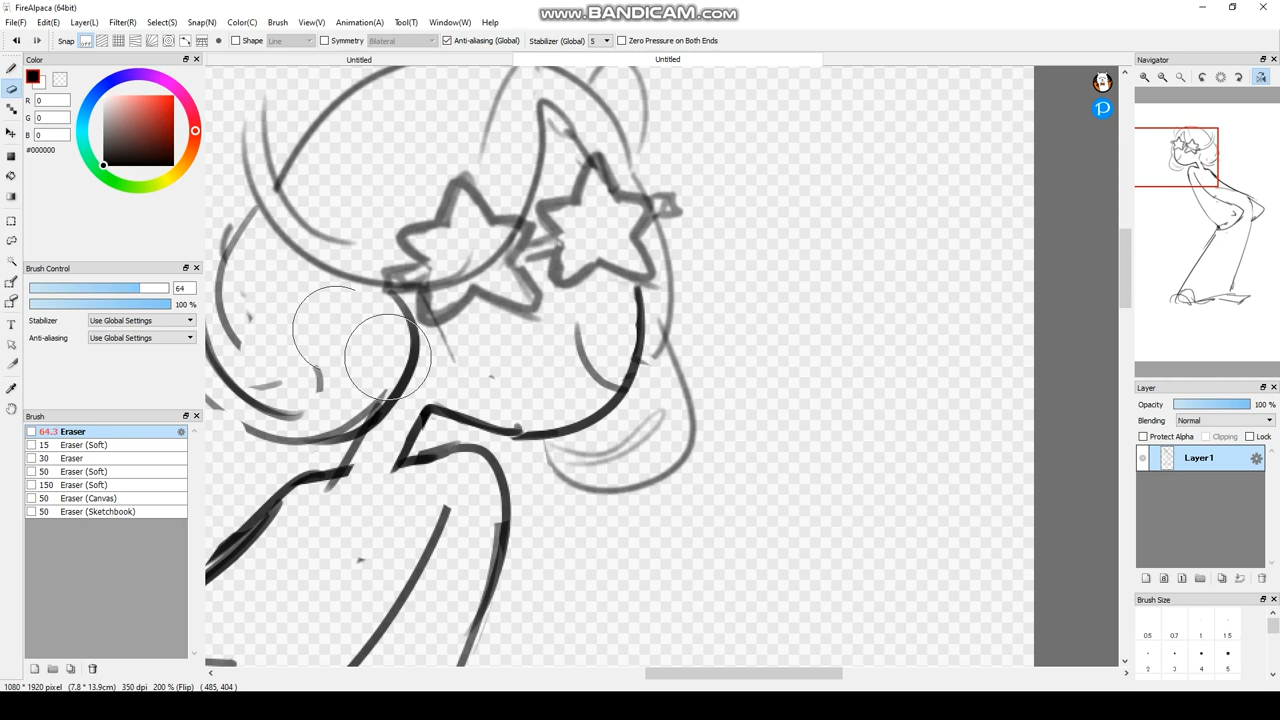 FireAlpaca (64bit)
www.BANDICAM.com
File(F) Edit(E) Layer(L) Filter(R) Select(S) Snap(N) Color(C) Brush View(V) Animation(A) Tool(T) Window(W) Help
Snap OFF Shape Line Symmetry Bilateral Anti-aliasing (Global) Stabilizer (Global) 5 Zero Pressure on Both Ends
Color
Untitled
Untitled
Navigator
R 0
G 0
B 0
#000000
Brush Control
64
100 %
Stabilizer Use Global Settings
Anti-aliasing Use Global Settings
Layer
Opacity 100 %
Blending Normal
Protect Alpha Clipping Lock
Layer1
Brush
64.3 Eraser
15 Eraser (Soft)
30 Eraser
50 Eraser (Soft)
150 Eraser (Soft)
50 Eraser (Canvas)
50 Eraser (Sketchbook)
Brush Size
0.5 0.7 1 1.5
2 3 4 5
1080 * 1920 pixel (7.8 * 13.9cm) 350 dpi 200 % (Flip) ( 485, 404 )